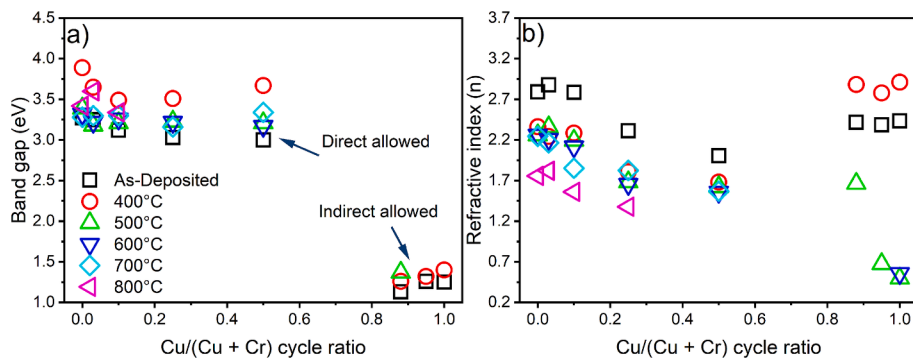 a)
Band gap (eV)
4.5
4.0
3.5
3.0
2.5
2.0
1.5
1.0
Direct allowed
Indirect allowed
As-Deposited
400°C
500°C
600°C
700°C
800°C
0.0 0.2 0.4 0.6 0.8 1.0
Cu/(Cu + Cr) cycle ratio
b)
Refractive index (n)
3.2
2.7
2.2
1.7
1.2
0.7
0.0 0.2 0.4 0.6 0.8 1.0
Cu/(Cu + Cr) cycle ratio